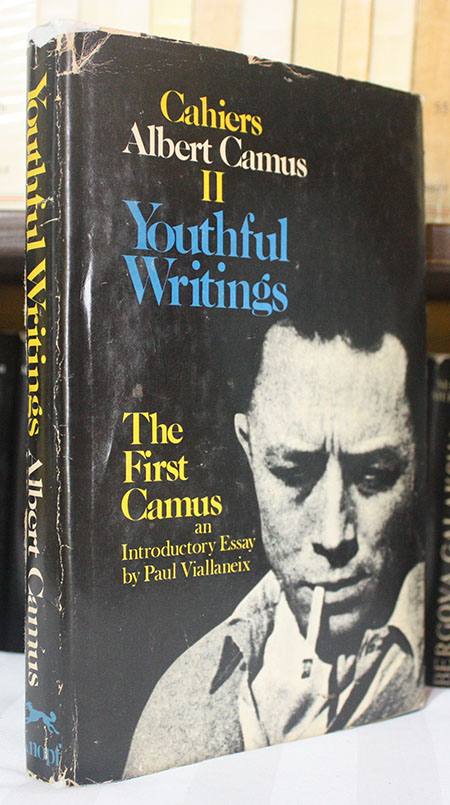 Cahiers
Albert Camus
II
Youthful
Writings
The
First
Camus
an
Introductory Essay
by Paul Viallaneix
Youthful Writings Albert Camus
knopf